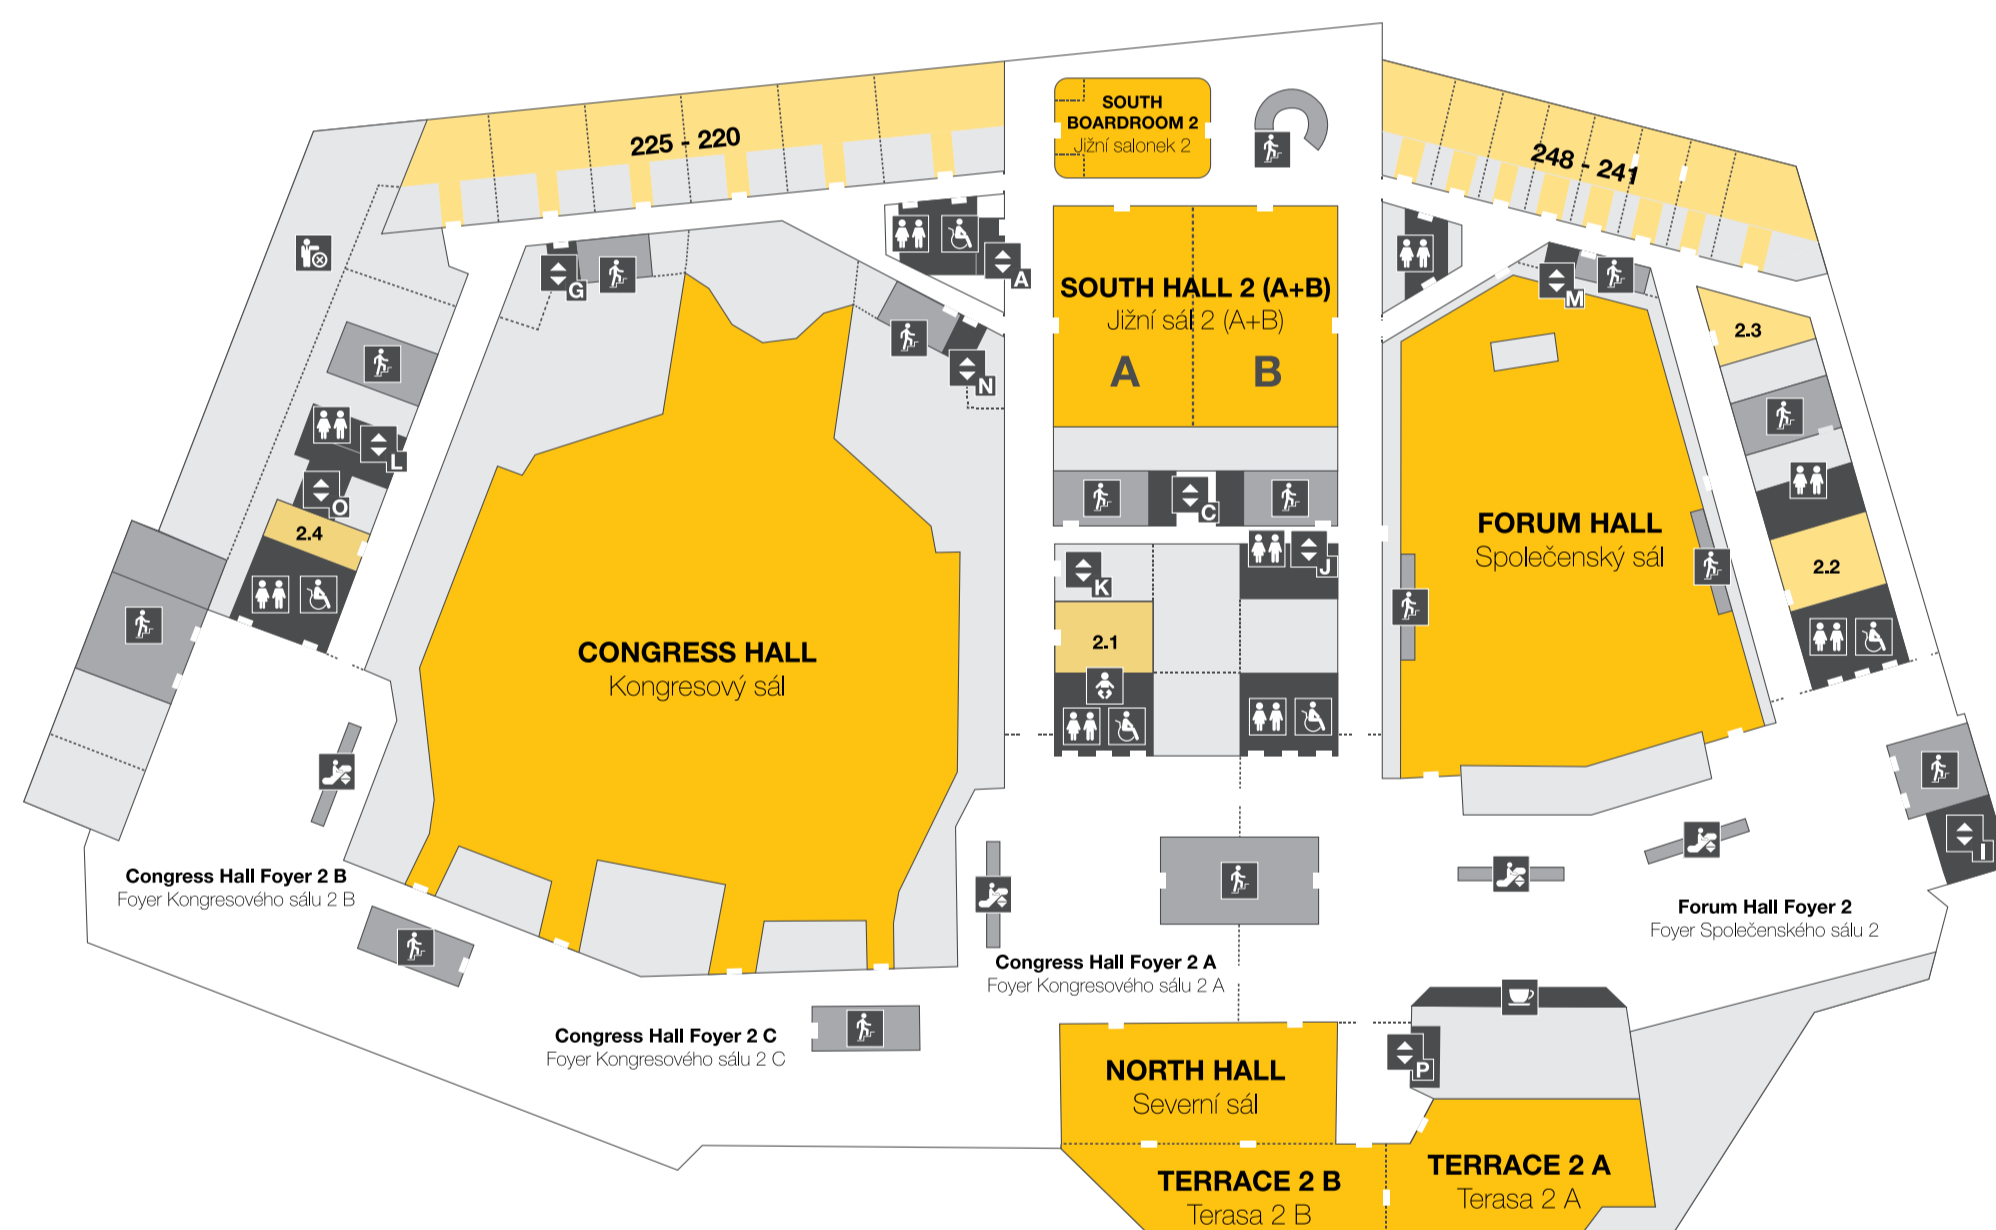 SOUTH
BOARDROOM 2
Jižní salonek 2
225 - 220
248 - 241
A
G
M
N
SOUTH HALL 2 (A+B)
Jižní sál 2 (A+B)
A
B
2.3
L
O
C
2.4
J
K
FORUM HALL
Společenský sál
2.2
2.1
CONGRESS HALL
Kongresový sál
I
Congress Hall Foyer 2 B
Foyer Kongresového sálu 2 B
Forum Hall Foyer 2
Foyer Společenského sálu 2
Congress Hall Foyer 2 A
Foyer Kongresového sálu 2 A
Congress Hall Foyer 2 C
Foyer Kongresového sálu 2 C
P
NORTH HALL
Severní sál
TERRACE 2 A
Terasa 2 A
TERRACE 2 B
Terasa 2 B